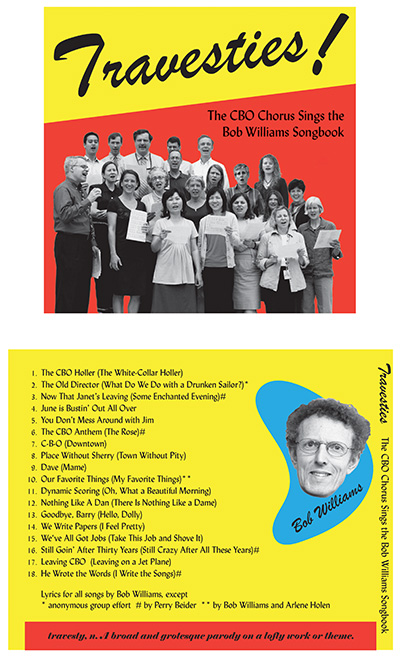 Travesties!
The CBO Chorus Sings the
Bob Williams Songbook
1. The CBO Holler (The White-Collar Holler)
2. The Old Director (What Do We Do with a Drunken Sailor?)*
3. Now That Janet's Leaving (Some Enchanted Evening)#
4. June is Bustin' Out All Over
5. You Don't Mess Around with Jim
6. The CBO Anthem (The Rose)#
7. C-B-O (Downtown)
8. Place Without Sherry (Town Without Pity)
9. Dave (Mame)
10. Our Favorite Things (My Favorite Things)**
11. Dynamic Scoring (Oh, What a Beautiful Morning)
12. Nothing Like A Dan (There Is Nothing Like a Dame)
13. Goodbye, Barry (Hello, Dolly)
14. We Write Papers (I Feel Pretty)
15. We've All Got Jobs (Take This Job and Shove It)
16. Still Goin' After Thirty Years (Still Crazy After All These Years)#
17. Leaving CBO (Leaving on a Jet Plane)
18. He Wrote the Words (I Write the Songs)#
Lyrics for all songs by Bob Williams, except
* anonymous group effort # by Perry Beider ** by Bob Williams and Arlene Holen
Bob Williams
Travesties The CBO Chorus Sings the Bob Williams Songbook
travesty, n. A broad and grotesque parody on a lofty work or theme.